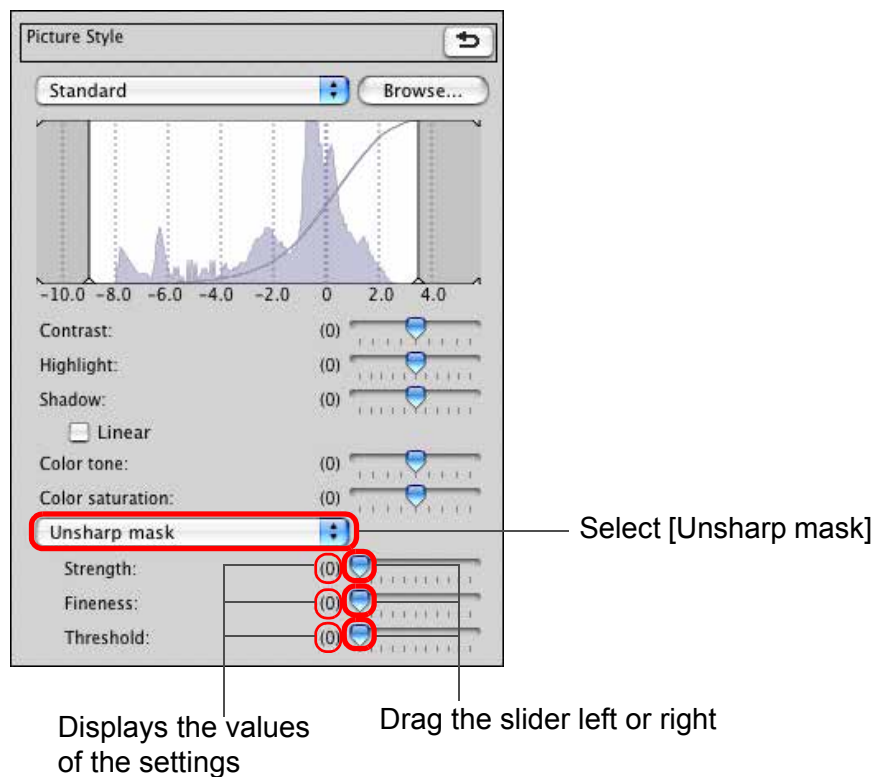 Picture Style
Standard Browse...
-10.0 -8.0 -6.0 -4.0 -2.0 0 2.0 4.0
Contrast: (0)
Highlight: (0)
Shadow: (0)
Linear
Color tone: (0)
Color saturation: (0)
Unsharp mask
Select [Unsharp mask]
Strength: (0)
Fineness: (0)
Threshold: (0)
Displays the values
of the settings
Drag the slider left or right